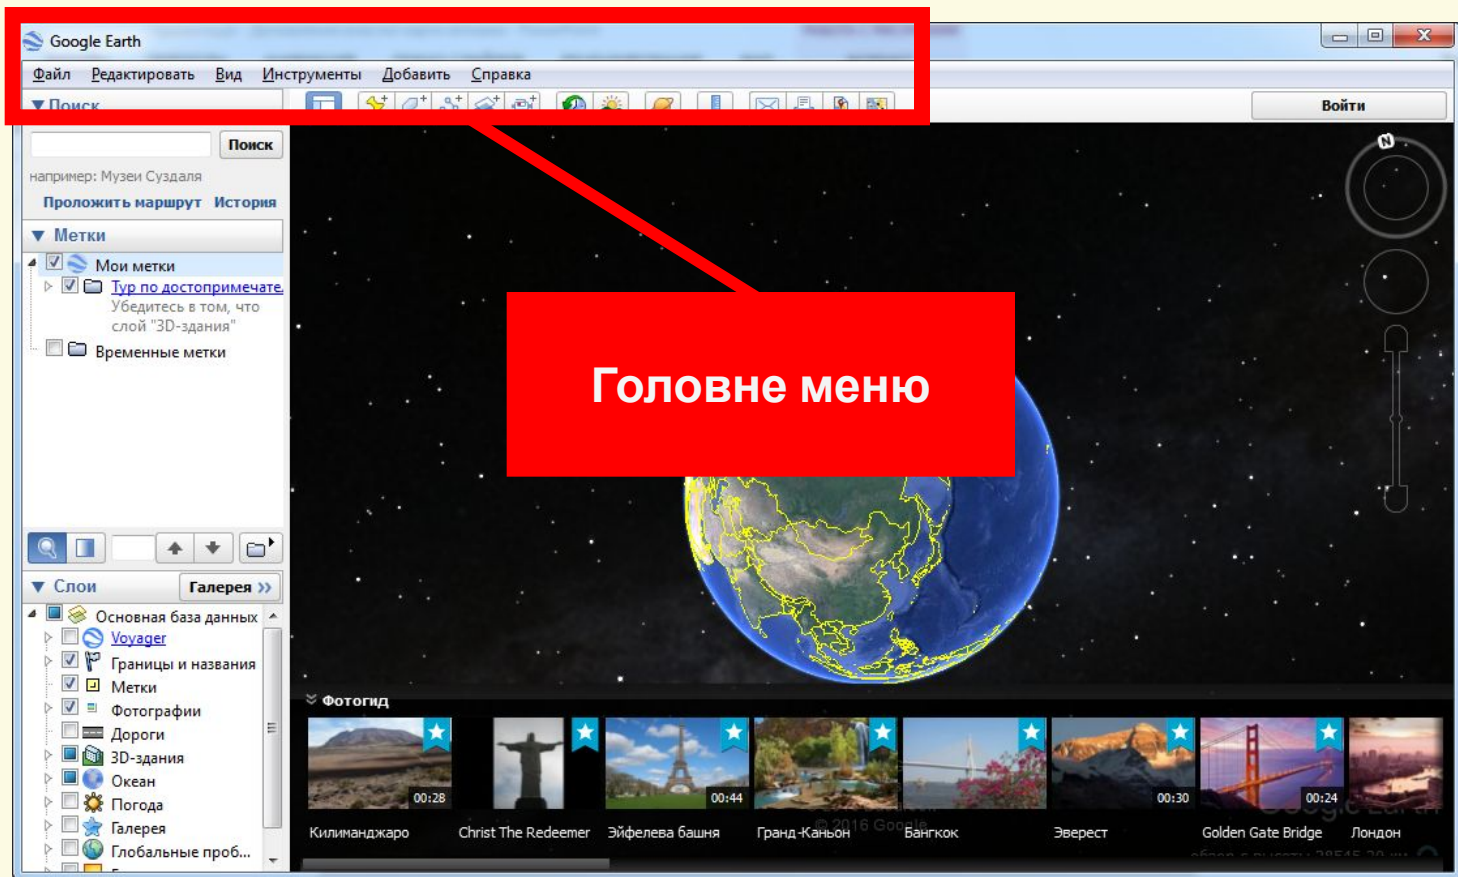 Google Earth
Файл Редактировать Вид Инструменты Добавить Справка
Поиск
Войти
Поиск
например: Музеи Суздаля
Проложить маршрут История
Метки
Мои метки
Тур по достопримечате.
Убедитесь в том, что
слой "3D-здания"
Временные метки
N
Головне меню
Слои Галерея »
Основная база данных
Voyager
Границы и названия
Метки
Фотографии
Дороги
3D-здания
Океан
Погода
Галерея
Глобальные проб...
Фотогид
00:28 00:44 00:30 00:24
© 2016 Google
Килиманджаро Christ The Redeemer Эйфелева башня Гранд-Каньон Бангкок Эверест Golden Gate Bridge Лондон